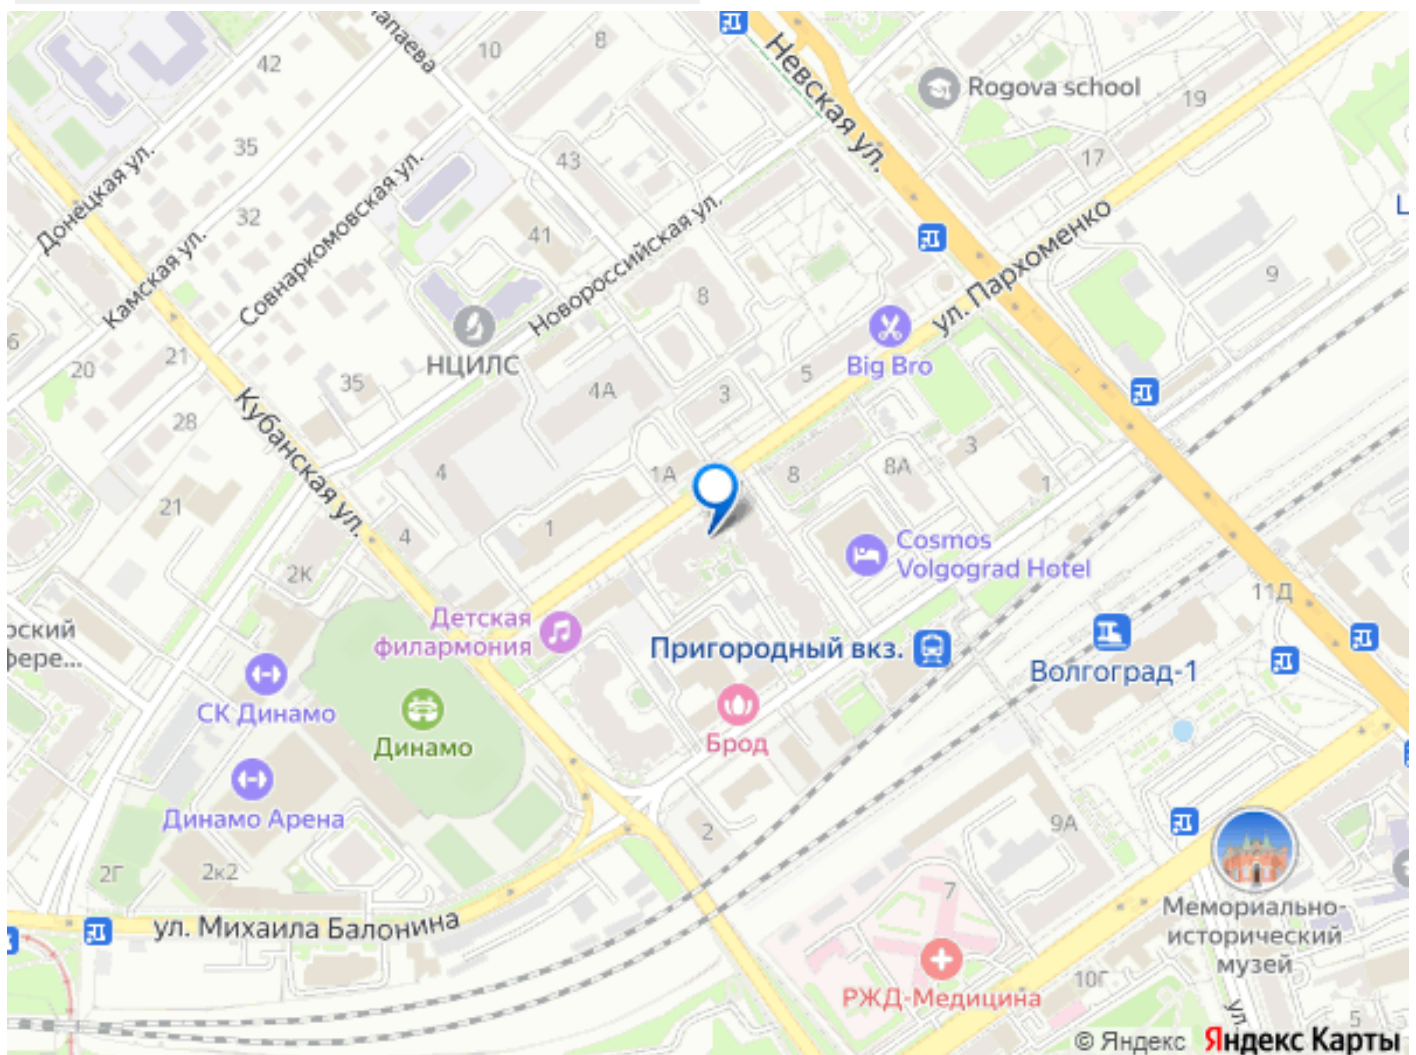 Чапаева
10
8
42
Невская ул.
Rogova school
19
35
43
17
Донецкая ул.
32
Совнаркомовская ул.
41
Новороссийская ул.
ул. Пархоменко
Камская ул.
8
9
6
21
20
35
НЦИЛС
Big Bro
5
4А
3
28
Кубанская ул.
3
4
1А
8
8А
1
21
4
1
Cosmos
Volgograd Hotel
2К
11Д
Детская
филармония
Пригородный вкз.
Волгоград-1
СК Динамо
Динамо
Брод
Динамо Арена
2
9А
2Г
2к2
7
ул. Михаила Балонина
Мемориально-
исторический
музей
РЖД-Медицина
10Г
ул.
5
© Яндекс Яндекс Карты